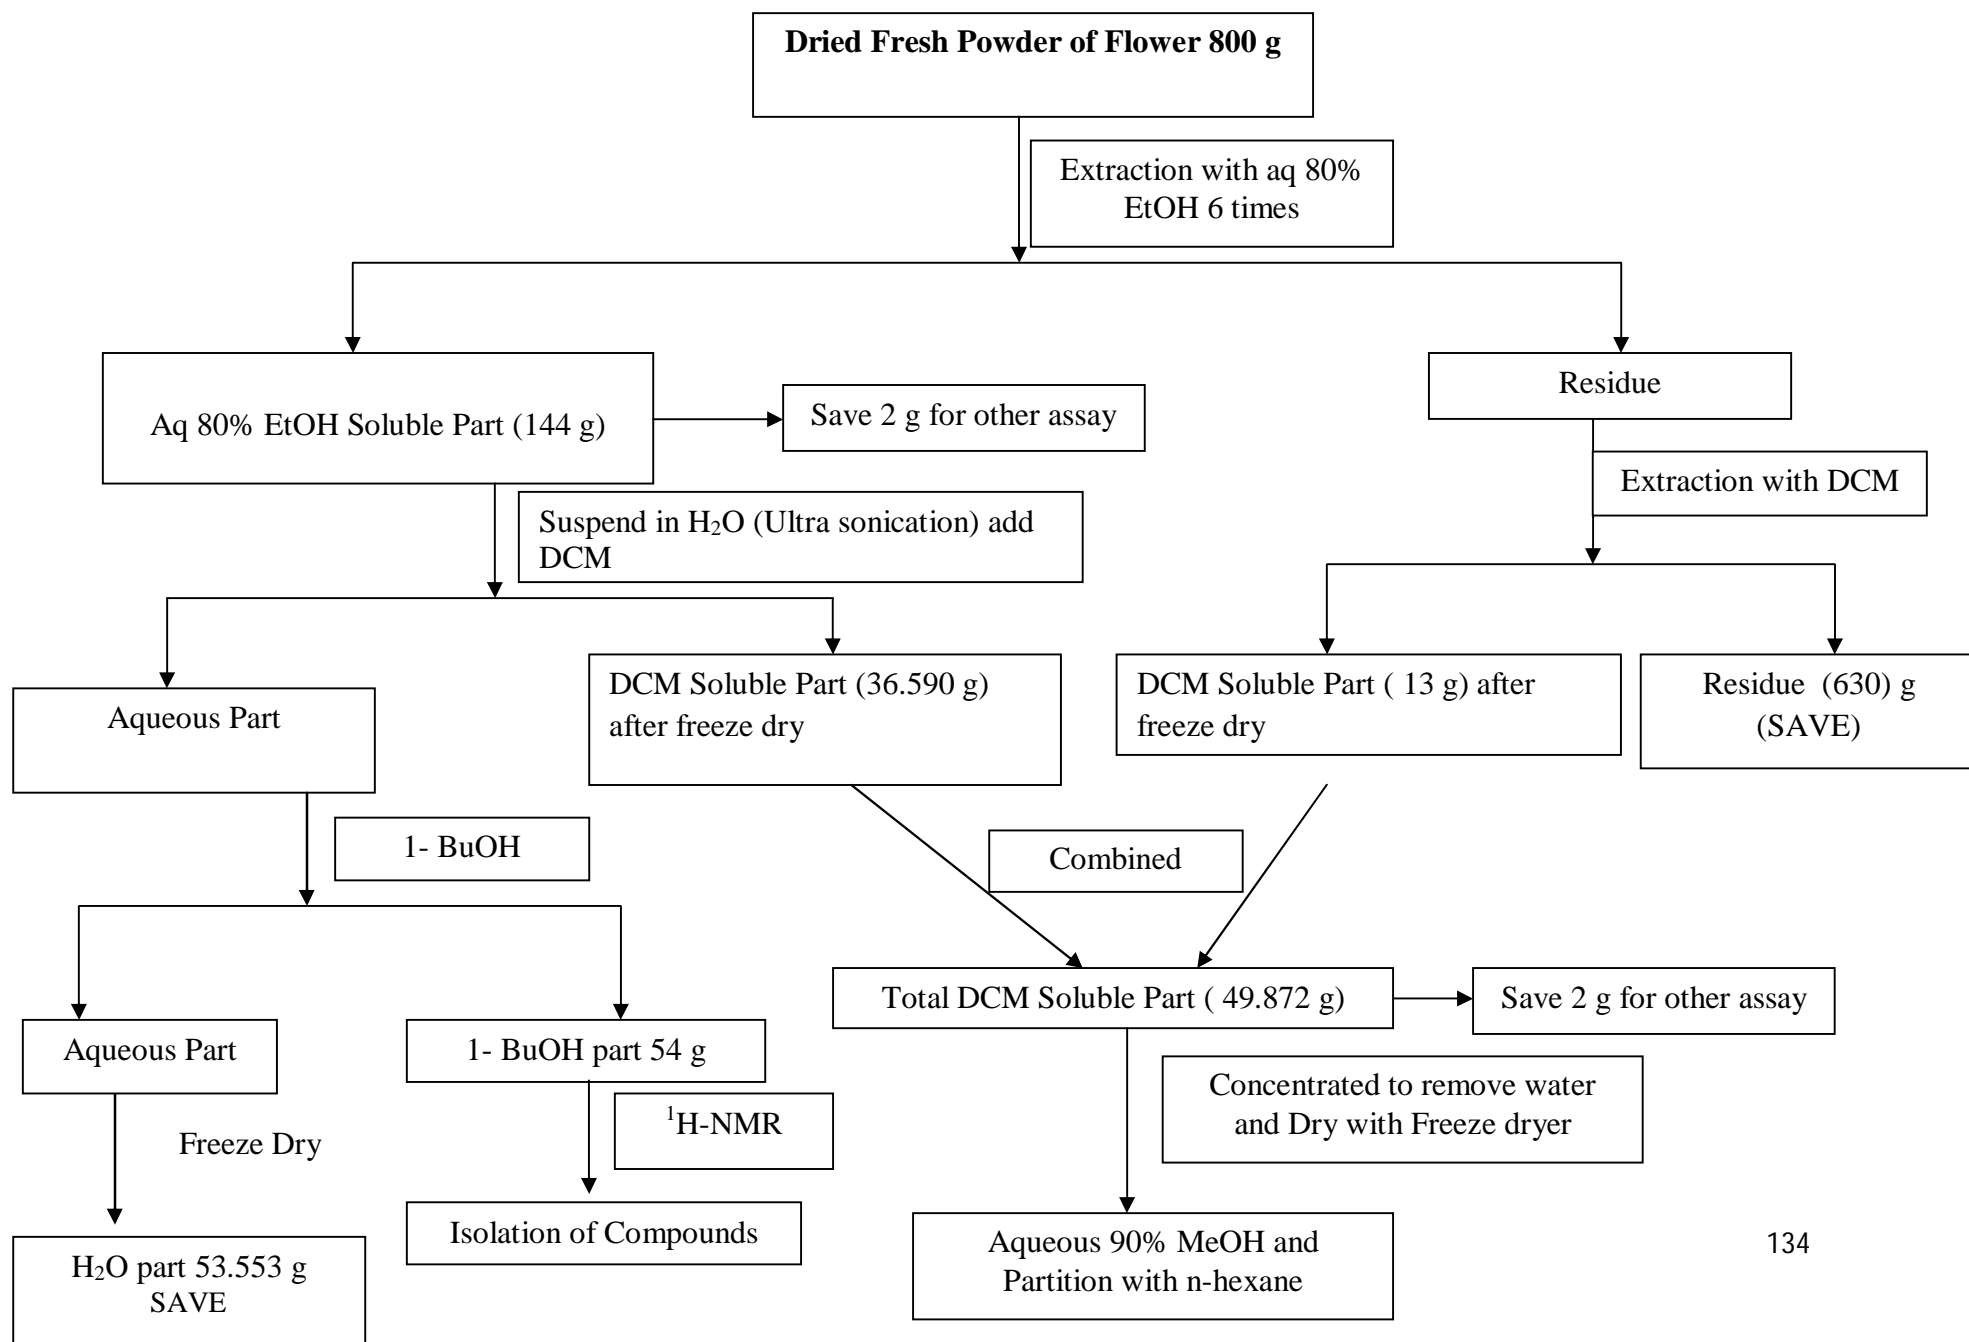 Dried Fresh Powder of Flower 800 g
Extraction with aq 80%
EtOH 6 times
Aq 80% EtOH Soluble Part (144 g)
Save 2 g for other assay
Residue
Extraction with DCM
Suspend in H₂O (Ultra sonication) add
DCM
Aqueous Part
DCM Soluble Part (36.590 g)
after freeze dry
DCM Soluble Part ( 13 g) after
freeze dry
Residue (630) g
(SAVE)
1- BuOH
Combined
Aqueous Part
1- BuOH part 54 g
Total DCM Soluble Part ( 49.872 g)
Save 2 g for other assay
Freeze Dry
¹H-NMR
Concentrated to remove water
and Dry with Freeze dryer
H₂O part 53.553 g
SAVE
Isolation of Compounds
Aqueous 90% MeOH and
Partition with n-hexane
134